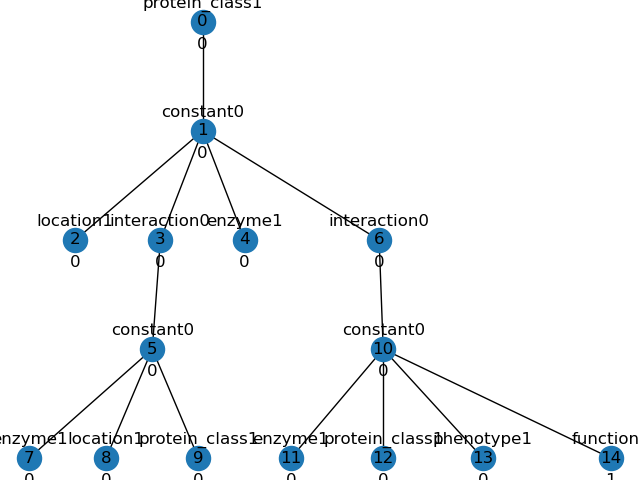 protein_class1
0
0
constant0
1
0
location1 interaction0 enzyme1 interaction0
2 3 4 6
0 0 0 0
constant0 constant0
5 10
0 0
enzyme1 location1 protein_class1 enzyme1 protein_class1 phenotype1 function
7 8 9 11 12 13 14
0 0 0 0 0 0 1